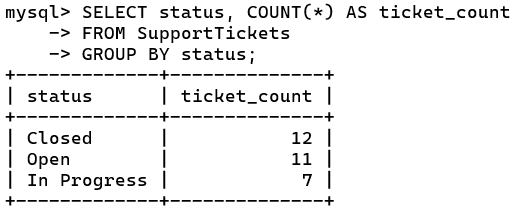 mysql> SELECT status, COUNT(*) AS ticket_count
    -> FROM SupportTickets
    -> GROUP BY status;
+-------------+--------------+
| status      | ticket_count |
+-------------+--------------+
| Closed      |           12 |
| Open        |           11 |
| In Progress |            7 |
+-------------+--------------+